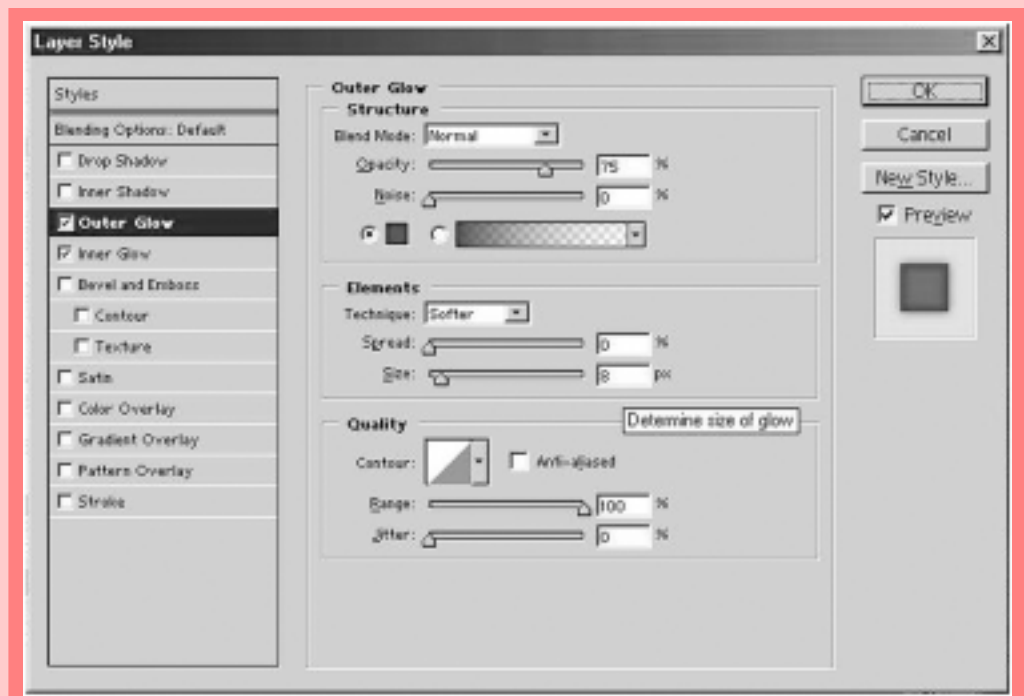 Layer Style
Styles
Blending Options: Default
Drop Shadow
Inner Shadow
Outer Glow
Inner Glow
Bevel and Emboss
Contour
Texture
Satin
Color Overlay
Gradient Overlay
Pattern Overlay
Stroke
Outer Glow
Structure
Blend Mode: Normal
Opacity: 75 %
Noise: 0 %
Elements
Technique: Softer
Spread: 0 %
Size: 8 px
Determine size of glow
Quality
Contour: Anti-aliased
Range: 100 %
Jitter: 0 %
OK
Cancel
New Style...
Preview